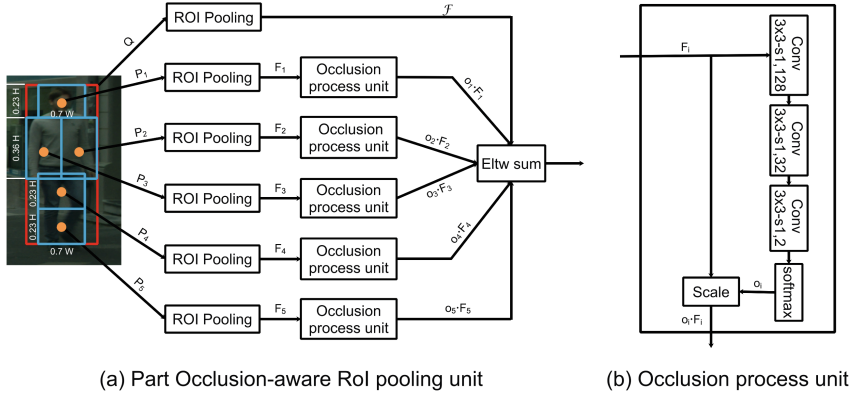 Q
ROI Pooling
ℱ
P1
ROI Pooling
F1
Occlusion
process unit
o1·F1
P2
ROI Pooling
F2
Occlusion
process unit
o2·F2
Eltw sum
P3
ROI Pooling
F3
Occlusion
process unit
o3·F3
P4
ROI Pooling
F4
Occlusion
process unit
o4·F4
P5
ROI Pooling
F5
Occlusion
process unit
o5·F5
0.23 H
0.7 W
0.36 H
0.23 H
0.23 H
0.7 W
(a) Part Occlusion-aware RoI pooling unit
Fi
Conv
3x3-s1,128
Conv
3x3-s1,32
Conv
3x3-s1,2
softmax
oi
Scale
oi·Fi
(b) Occlusion process unit